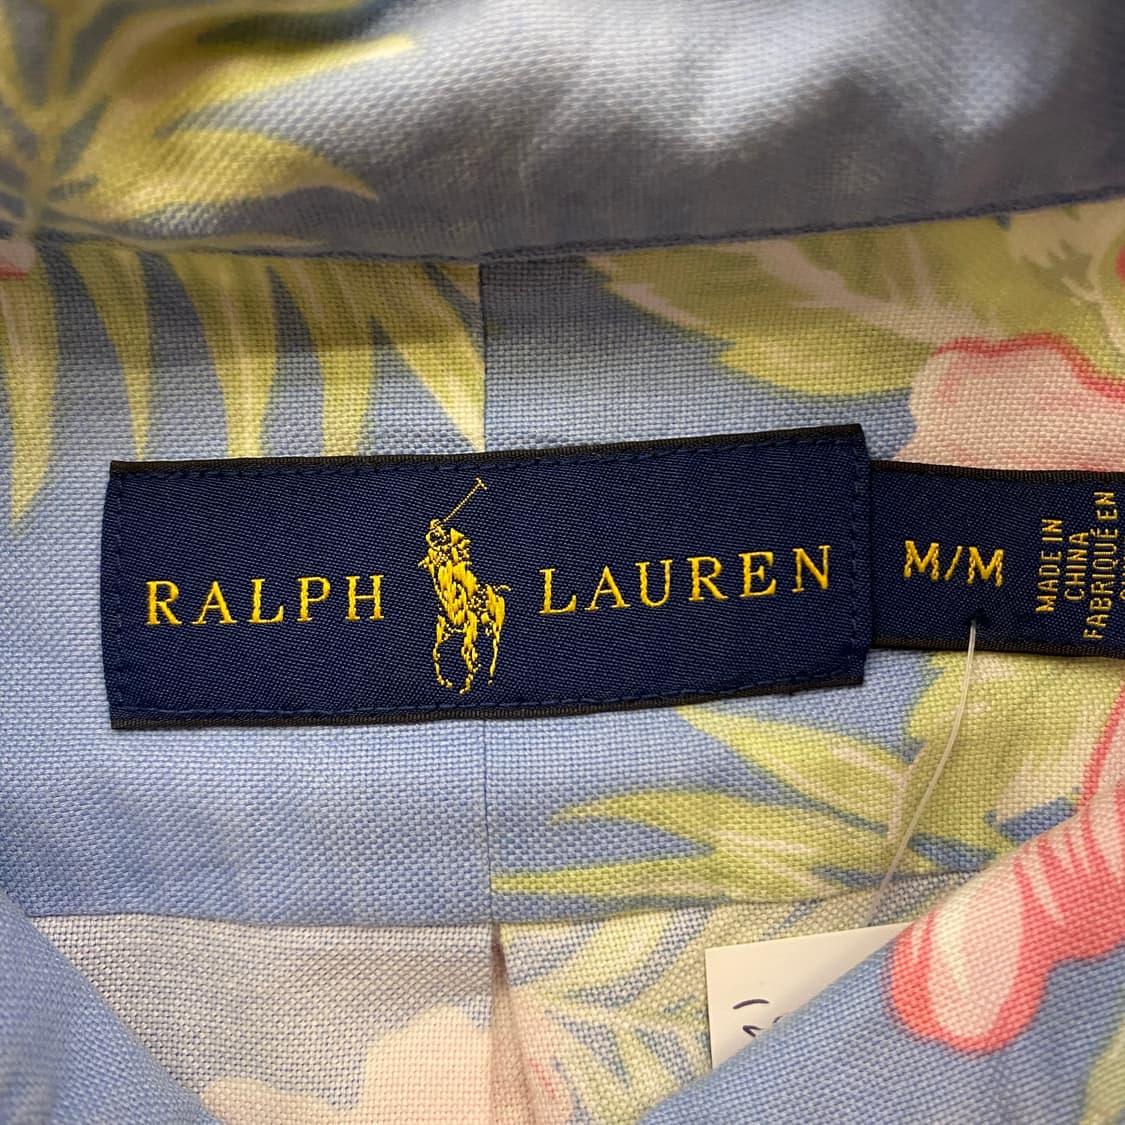 RALPH LAUREN
M/M
MADE IN
CHINA
FABRIQUÉ EN